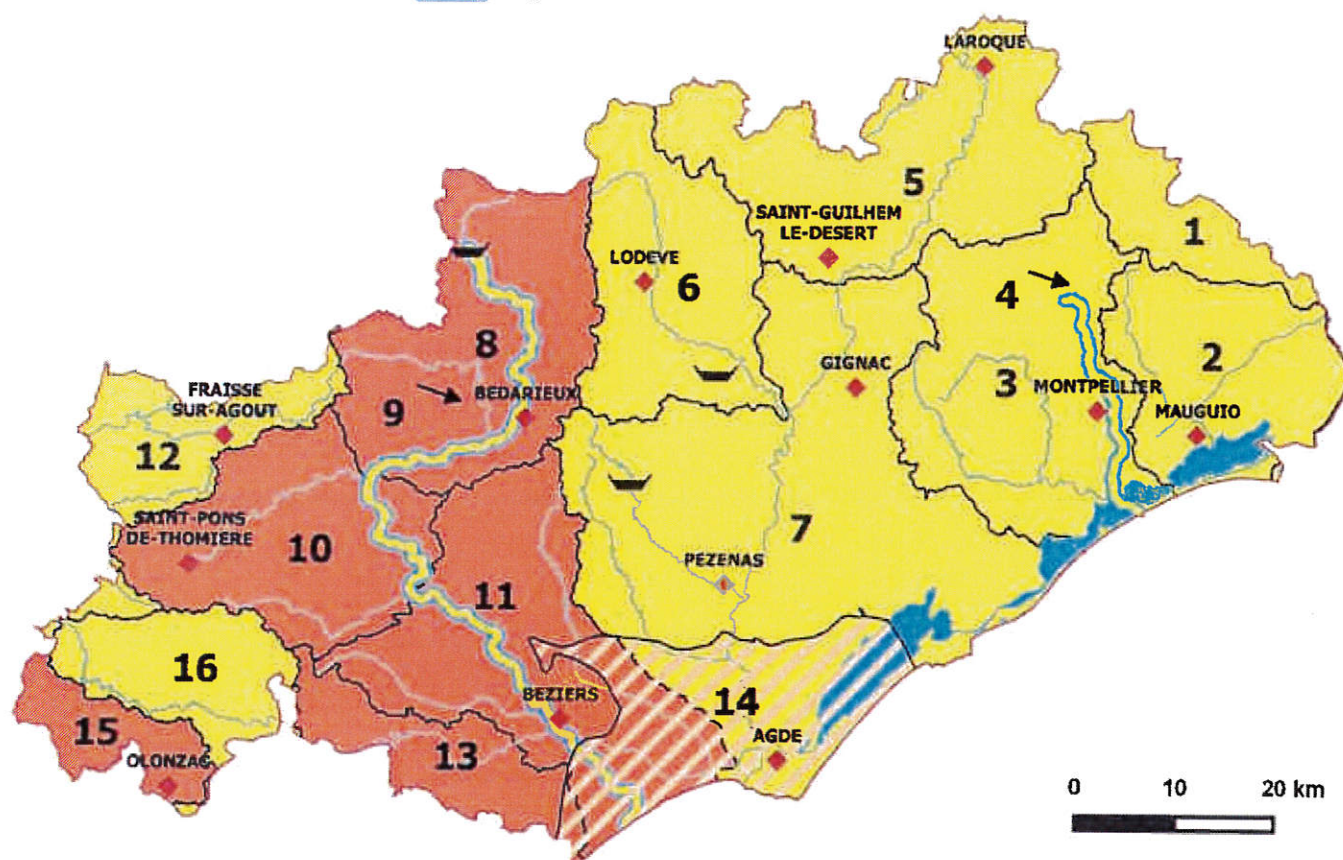 LAROQUE
5
SAINT-GUILHEM
LE-DESERT
1
LODEVE
6
4
8
2
GIGNAC
FRAISSE
SUR-AGOUT
9
BEDARIEUX
3
MONTPELLIER
MAUGUIO
12
SAINT-PONS
DE-THOMIERE
10
7
PEZENAS
11
16
14
BEZIERS
15
AGDE
13
OLONZAC
0 10 20 km